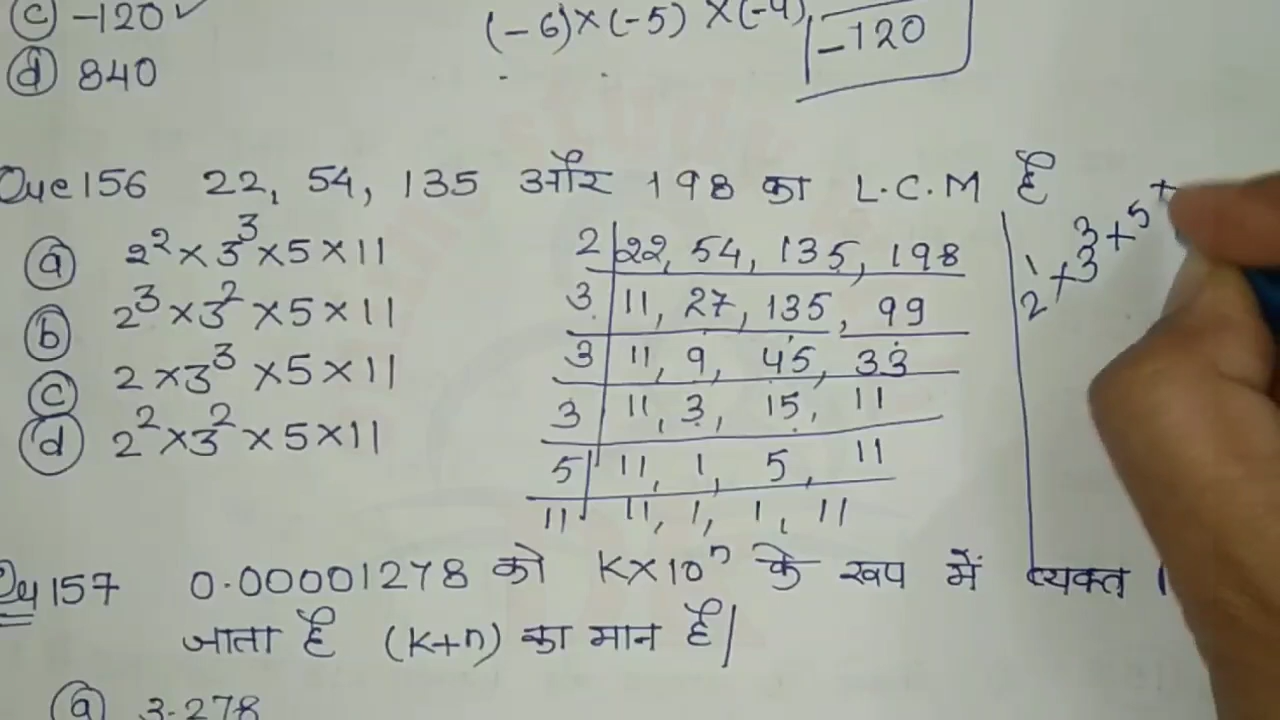 (c) -120 ✓
(-6)×(-5) ×(-4)
-120
(d) 840
Que 156 22, 54, 135 और 198 का L.C.M है
(a) 2² × 3³ × 5 × 11
(b) 2³ × 3² × 5 × 11
(c) 2 × 3³ × 5 × 11
(d) 2² × 3² × 5 × 11
2 | 22, 54, 135, 198
3 | 11, 27, 135, 99
3 | 11, 9, 45, 33
3 | 11, 3, 15, 11
5 | 11, 1, 5, 11
11 | 11, 1, 1, 11
2¹ + 3³ + 5 +
157 0.00001278 को K×10ⁿ के रूप में व्यक्त
जाता है (K+n) का मान है|
(a) 3.278